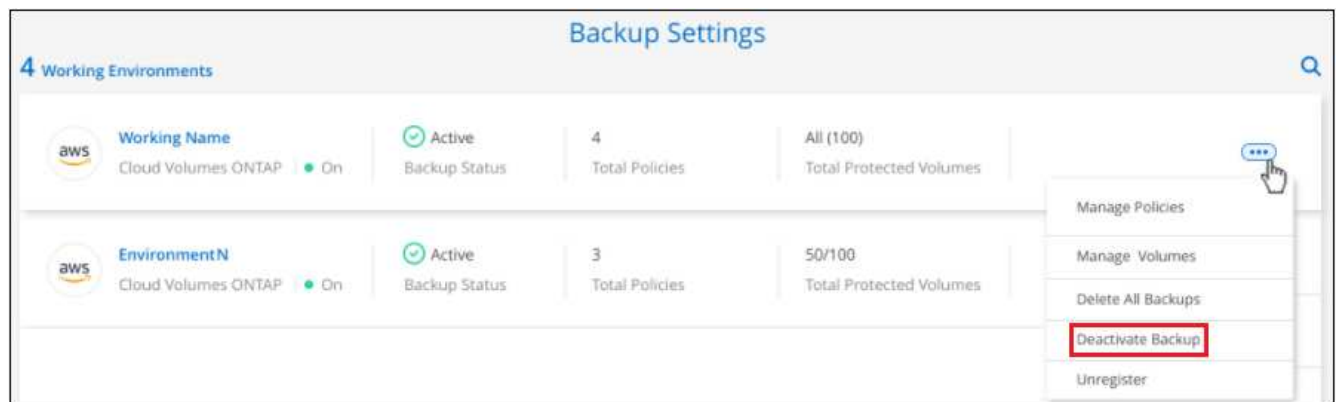 Backup Settings
4 Working Environments
aws
Working Name
Cloud Volumes ONTAP
On
Active
Backup Status
4
Total Policies
All (100)
Total Protected Volumes
Manage Policies
Manage Volumes
Delete All Backups
Deactivate Backup
Unregister
aws
EnvironmentN
Cloud Volumes ONTAP
On
Active
Backup Status
3
Total Policies
50/100
Total Protected Volumes